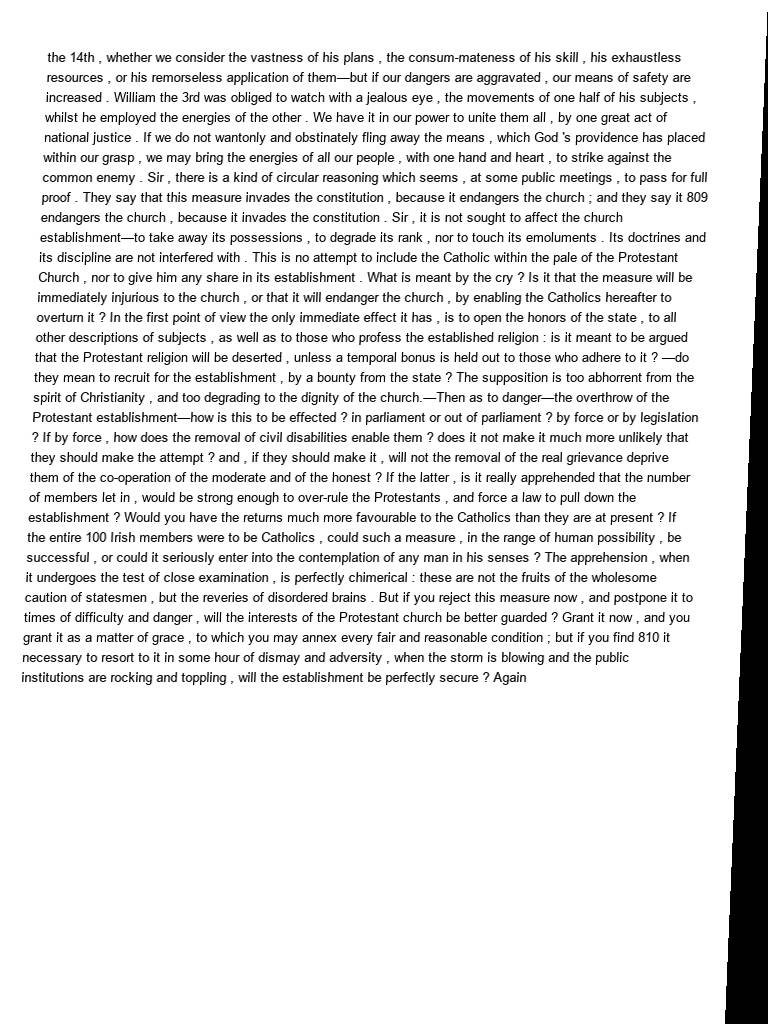 the 14th , whether we consider the vastness of his plans , the consum-mateness of his skill , his exhaustless
resources , or his remorseless application of them—but if our dangers are aggravated , our means of safety are
increased . William the 3rd was obliged to watch with a jealous eye , the movements of one half of his subjects ,
whilst he employed the energies of the other . We have it in our power to unite them all , by one great act of
national justice . If we do not wantonly and obstinately fling away the means , which God 's providence has placed
within our grasp , we may bring the energies of all our people , with one hand and heart , to strike against the
common enemy . Sir , there is a kind of circular reasoning which seems , at some public meetings , to pass for full
proof . They say that this measure invades the constitution , because it endangers the church ; and they say it 809
endangers the church , because it invades the constitution . Sir , it is not sought to affect the church
establishment—to take away its possessions , to degrade its rank , nor to touch its emoluments . Its doctrines and
its discipline are not interfered with . This is no attempt to include the Catholic within the pale of the Protestant
Church , nor to give him any share in its establishment . What is meant by the cry ? Is it that the measure will be
immediately injurious to the church , or that it will endanger the church , by enabling the Catholics hereafter to
overturn it ? In the first point of view the only immediate effect it has , is to open the honors of the state , to all
other descriptions of subjects , as well as to those who profess the established religion : is it meant to be argued
that the Protestant religion will be deserted , unless a temporal bonus is held out to those who adhere to it ? —do
they mean to recruit for the establishment , by a bounty from the state ? The supposition is too abhorrent from the
spirit of Christianity , and too degrading to the dignity of the church.—Then as to danger—the overthrow of the
Protestant establishment—how is this to be effected ? in parliament or out of parliament ? by force or by legislation
? If by force , how does the removal of civil disabilities enable them ? does it not make it much more unlikely that
they should make the attempt ? and , if they should make it , will not the removal of the real grievance deprive
them of the co-operation of the moderate and of the honest ? If the latter , is it really apprehended that the number
of members let in , would be strong enough to over-rule the Protestants , and force a law to pull down the
establishment ? Would you have the returns much more favourable to the Catholics than they are at present ? If
the entire 100 Irish members were to be Catholics , could such a measure , in the range of human possibility , be
successful , or could it seriously enter into the contemplation of any man in his senses ? The apprehension , when
it undergoes the test of close examination , is perfectly chimerical : these are not the fruits of the wholesome
caution of statesmen , but the reveries of disordered brains . But if you reject this measure now , and postpone it to
times of difficulty and danger , will the interests of the Protestant church be better guarded ? Grant it now , and you
grant it as a matter of grace , to which you may annex every fair and reasonable condition ; but if you find 810 it
necessary to resort to it in some hour of dismay and adversity , when the storm is blowing and the public
institutions are rocking and toppling , will the establishment be perfectly secure ? Again